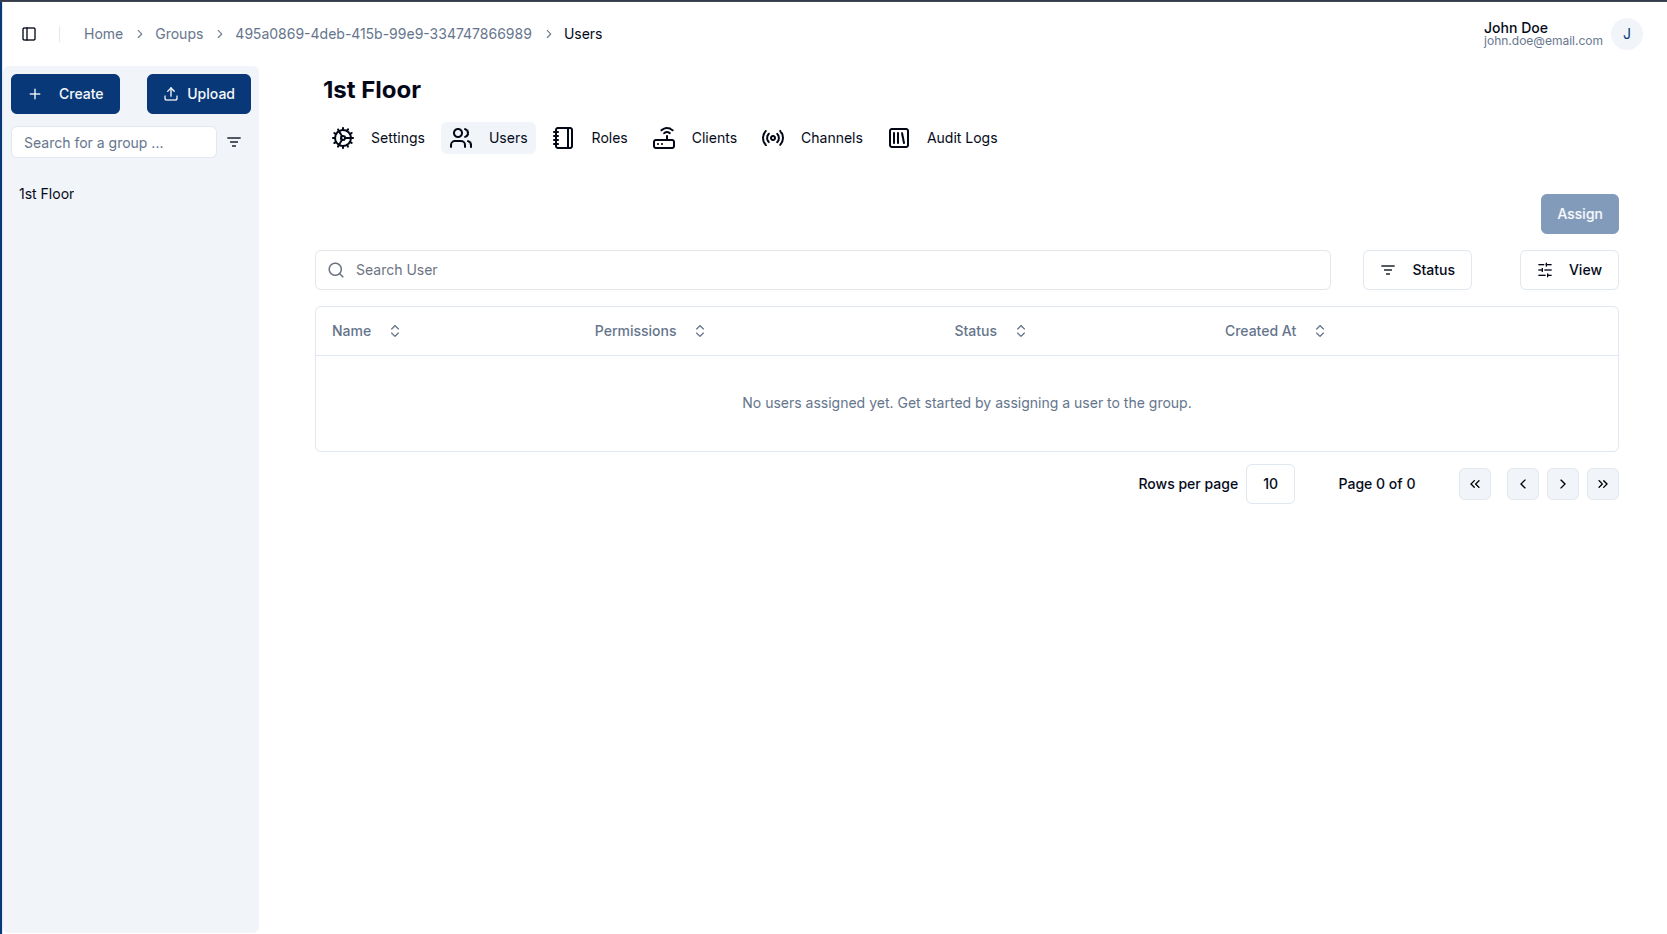 Home > Groups > 495a0869-4deb-415b-99e9-334747866989 > Users
John Doe
john.doe@email.com
J
Create
Upload
Search for a group ...
1st Floor
1st Floor
Settings Users Roles Clients Channels Audit Logs
Assign
Search User
Status
View
Name Permissions Status Created At
No users assigned yet. Get started by assigning a user to the group.
Rows per page 10 Page 0 of 0